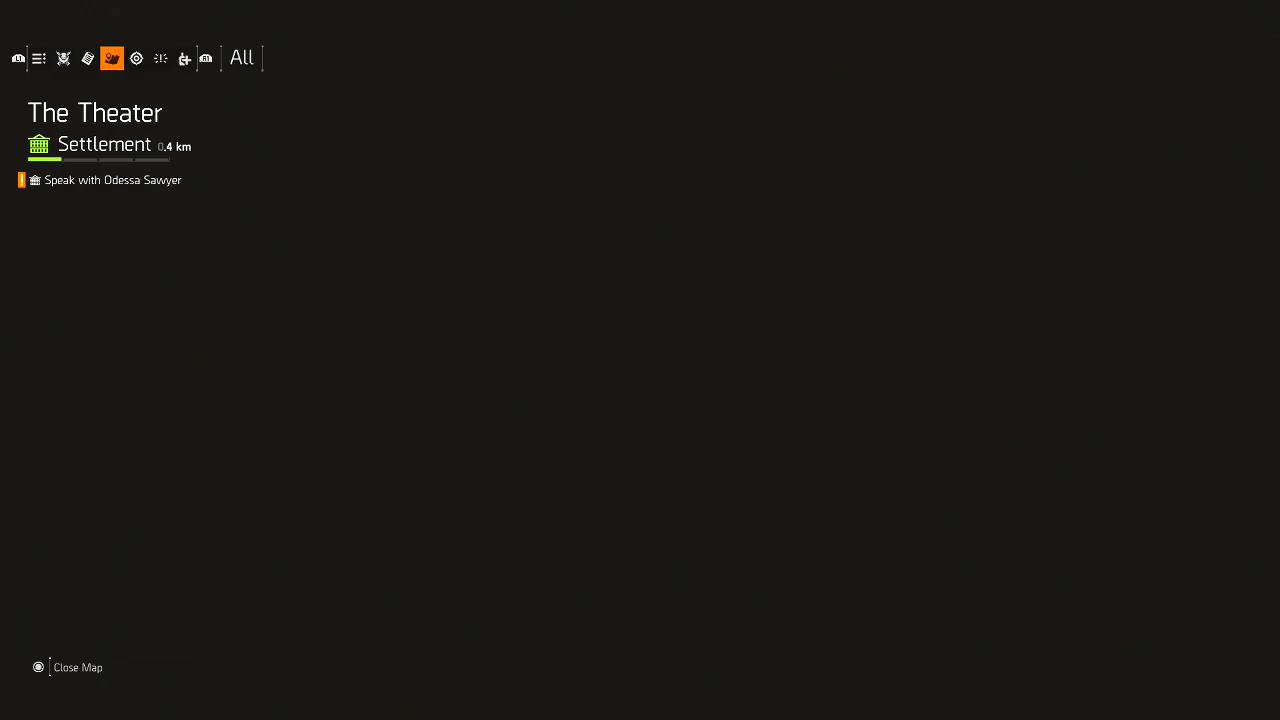 All
The Theater
Settlement 0.4 km
Speak with Odessa Sawyer
Close Map